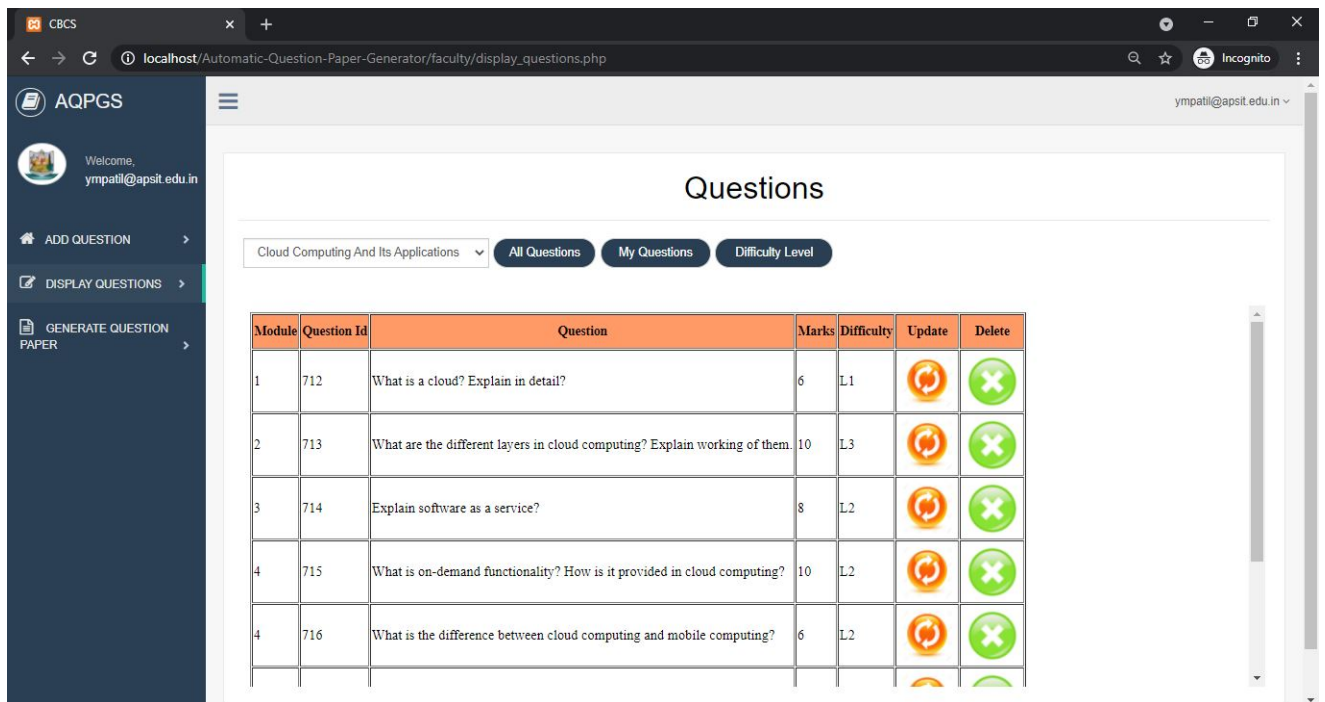 CBCS
localhost/Automatic-Question-Paper-Generator/faculty/display_questions.php
Incognito
AQPGS
ympatil@apsit.edu.in
Welcome,
ympatil@apsit.edu.in
ADD QUESTION
DISPLAY QUESTIONS
GENERATE QUESTION
PAPER
Questions
Cloud Computing And Its Applications All Questions My Questions Difficulty Level
Module Question Id Question Marks Difficulty Update Delete
1 712 What is a cloud? Explain in detail? 6 L1
2 713 What are the different layers in cloud computing? Explain working of them. 10 L3
3 714 Explain software as a service? 8 L2
4 715 What is on-demand functionality? How is it provided in cloud computing? 10 L2
4 716 What is the difference between cloud computing and mobile computing? 6 L2